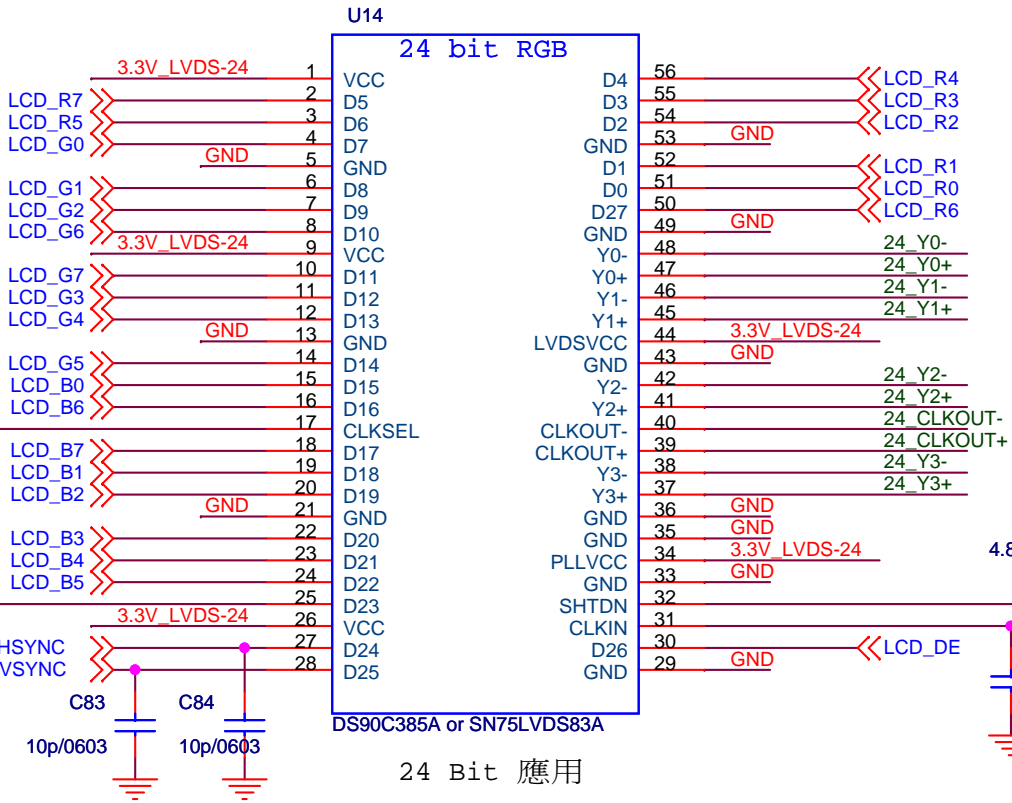 U14
24 bit RGB
3.3V_LVDS-24 1 VCC D4 56 LCD_R4
LCD_R7 2 D5 D3 55 LCD_R3
LCD_R5 3 D6 D2 54 LCD_R2
LCD_G0 4 D7 GND 53 GND
GND 5 GND D1 52 LCD_R1
LCD_G1 6 D8 D0 51 LCD_R0
LCD_G2 7 D9 D27 50 LCD_R6
LCD_G6 8 D10 GND 49 GND
3.3V_LVDS-24 9 VCC Y0- 48 24_Y0-
LCD_G7 10 D11 Y0+ 47 24_Y0+
LCD_G3 11 D12 Y1- 46 24_Y1-
LCD_G4 12 D13 Y1+ 45 24_Y1+
GND 13 GND LVDSVCC 44 3.3V_LVDS-24
LCD_G5 14 D14 GND 43 GND
LCD_B0 15 D15 Y2- 42 24_Y2-
LCD_B6 16 D16 Y2+ 41 24_Y2+
17 CLKSEL CLKOUT- 40 24_CLKOUT-
LCD_B7 18 D17 CLKOUT+ 39 24_CLKOUT+
LCD_B1 19 D18 Y3- 38 24_Y3-
LCD_B2 20 D19 Y3+ 37 24_Y3+
GND 21 GND GND 36 GND
LCD_B3 22 D20 GND 35 GND
LCD_B4 23 D21 PLLVCC 34 3.3V_LVDS-24 4.8
LCD_B5 24 D22 GND 33 GND
25 D23 SHTDN 32
3.3V_LVDS-24 26 VCC CLKIN 31
HSYNC 27 D24 D26 30 LCD_DE
VSYNC 28 D25 GND 29 GND
C83 C84
10p/0603 10p/0603
DS90C385A or SN75LVDS83A
24 Bit 應用